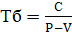 Тб = C / (P − V)